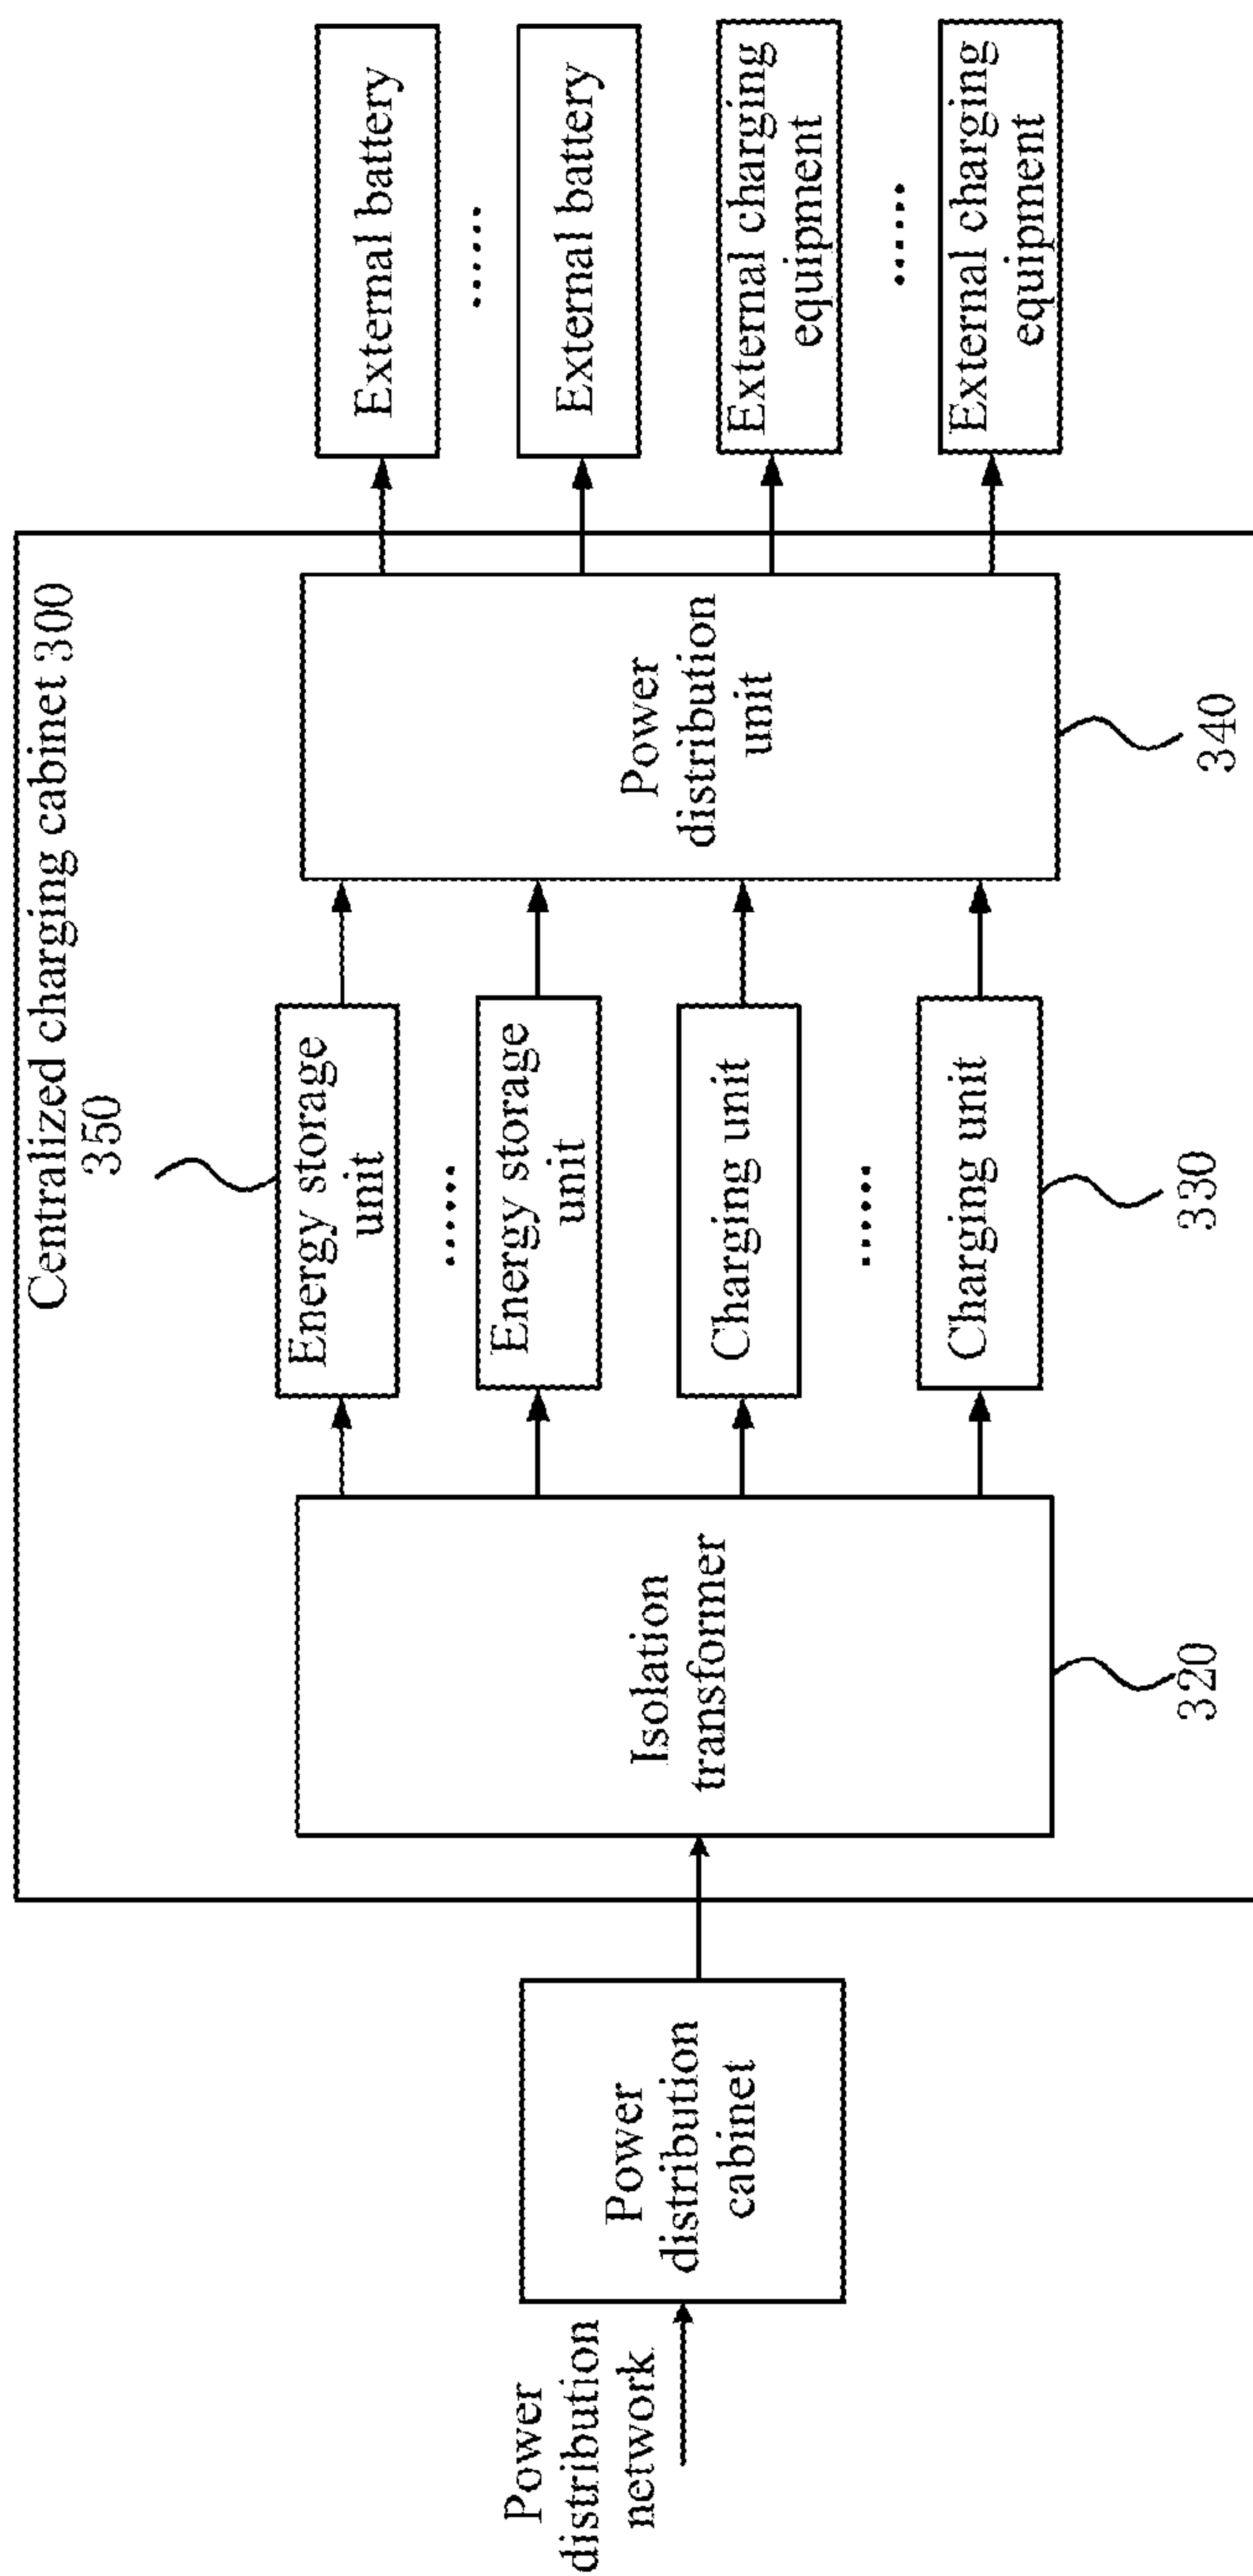 Centralized charging cabinet 300
350
Power
distribution
network
Power
distribution
cabinet
Isolation
transformer
320
Energy storage
unit
......
Energy storage
unit
Charging unit
......
Charging unit
330
Power
distribution
unit
340
External battery
......
External battery
External charging
equipment
......
External charging
equipment